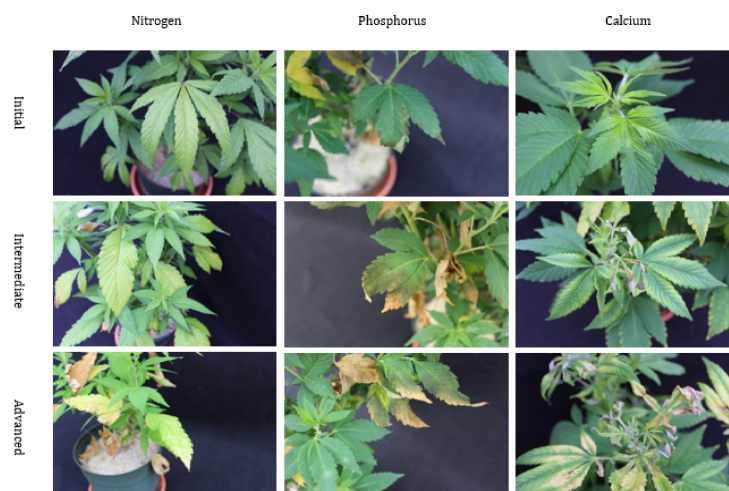 Nitrogen
Phosphorus
Calcium
Initial
Intermediate
Advanced